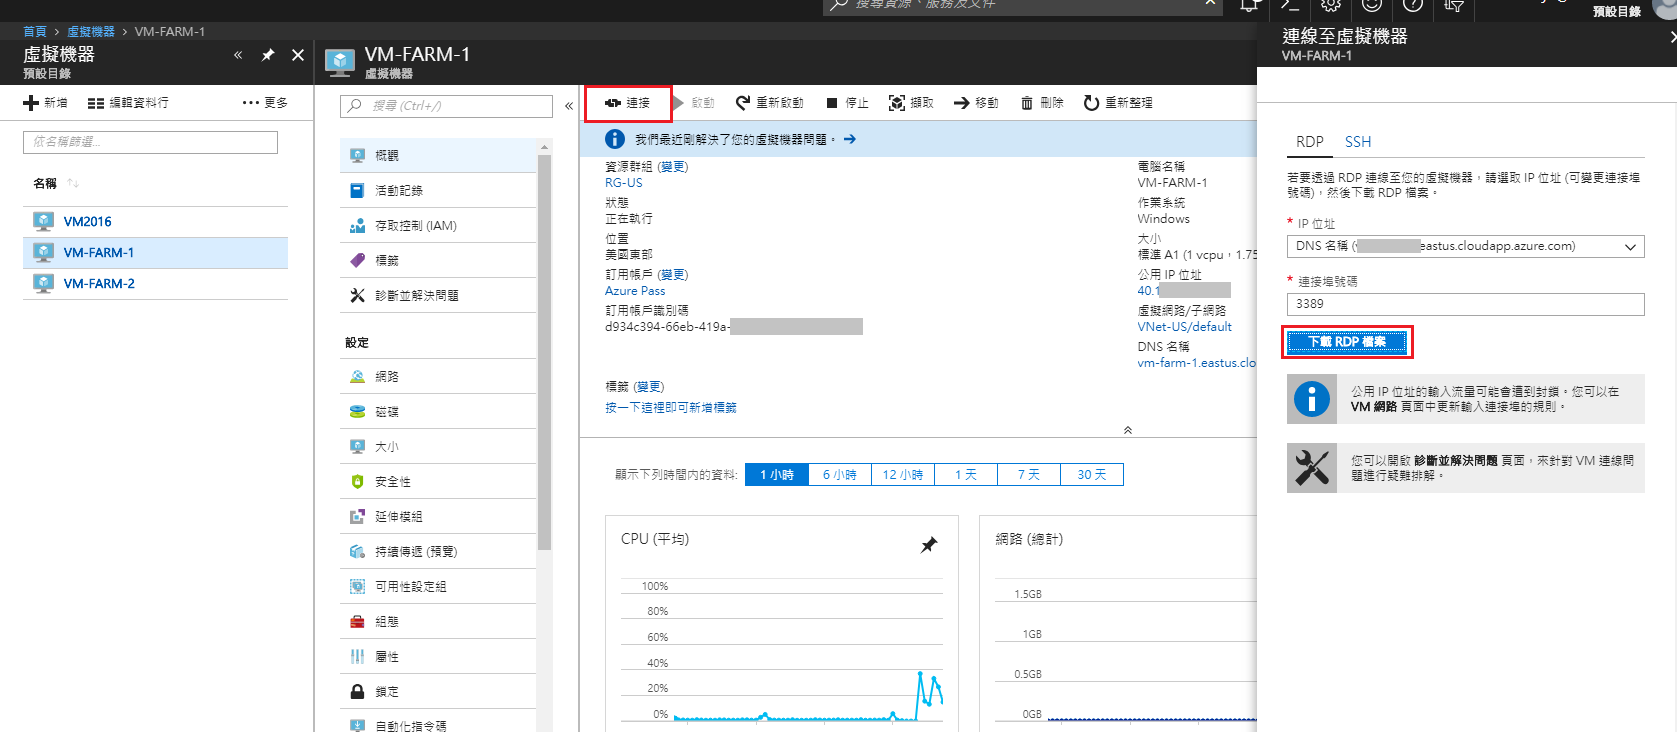 搜尋資源、服務及文件
預設目錄
首頁 > 虛擬機器 > VM-FARM-1
虛擬機器
預設目錄
新增
編輯資料行
更多
依名稱篩選...
名稱
VM2016
VM-FARM-1
VM-FARM-2
VM-FARM-1
虛擬機器
搜尋 (Ctrl+/)
概觀
活動記錄
存取控制 (IAM)
標籤
診斷並解決問題
設定
網路
磁碟
大小
安全性
延伸模組
持續傳遞 (預覽)
可用性設定組
組態
屬性
鎖定
自動化指令碼
連接
啟動
重新啟動
停止
擷取
移動
刪除
重新整理
我們最近剛解決了您的虛擬機器問題。
資源群組 (變更)
RG-US
狀態
正在執行
位置
美國東部
訂用帳戶 (變更)
Azure Pass
訂用帳戶識別碼
d934c394-66eb-419a-
標籤 (變更)
按一下這裡即可新增標籤
電腦名稱
VM-FARM-1
作業系統
Windows
大小
標準 A1 (1 vcpu，1.75
公用 IP 位址
40.1
虛擬網路/子網路
VNet-US/default
DNS 名稱
vm-farm-1.eastus.clo
顯示下列時間內的資料:
1 小時
6 小時
12 小時
1 天
7 天
30 天
CPU (平均)
100%
80%
60%
40%
20%
0%
網路 (總計)
1.5GB
1GB
0.5GB
0GB
連線至虛擬機器
VM-FARM-1
RDP
SSH
若要透過 RDP 連線至您的虛擬機器，請選取 IP 位址 (可變更連接埠
號碼)，然後下載 RDP 檔案。
* IP 位址
DNS 名稱 (                eastus.cloudapp.azure.com)
* 連接埠號碼
3389
下載 RDP 檔案
公用 IP 位址的輸入流量可能會遭到封鎖。您可以在
VM 網路 頁面中更新輸入連接埠的規則。
您可以開啟 診斷並解決問題 頁面，來針對 VM 連線問
題進行疑難排解。